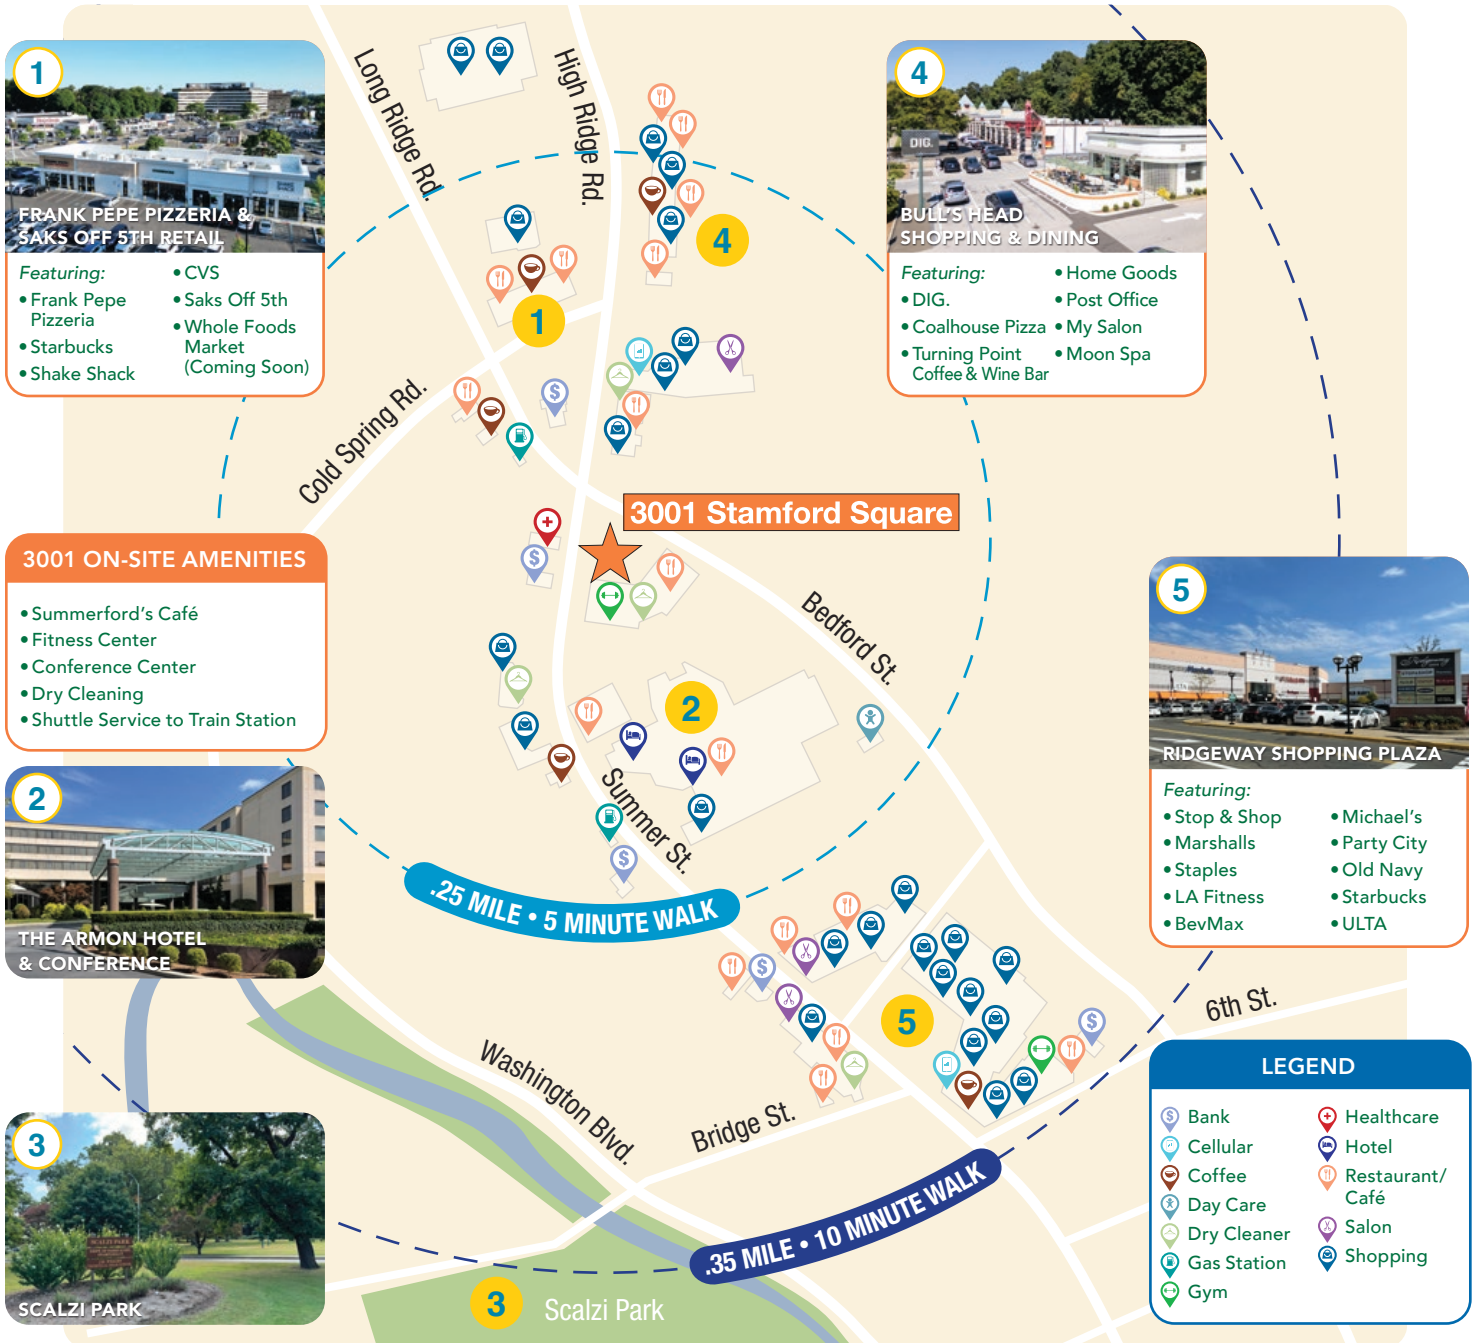 1
FRANK PEPE PIZZERIA &
SAKS OFF 5TH RETAIL
Featuring:
• Frank Pepe
Pizzeria
• Starbucks
• Shake Shack
• CVS
• Saks Off 5th
• Whole Foods
Market
(Coming Soon)
4
DIG.
BULL'S HEAD
SHOPPING & DINING
Featuring:
• DIG.
• Coalhouse Pizza
• Turning Point
Coffee & Wine Bar
• Home Goods
• Post Office
• My Salon
• Moon Spa
Long Ridge Rd.
High Ridge Rd.
4
1
Cold Spring Rd.
3001 Stamford Square
3001 ON-SITE AMENITIES
• Summerford's Café
• Fitness Center
• Conference Center
• Dry Cleaning
• Shuttle Service to Train Station
Bedford St.
2
Summer St.
5
RIDGEWAY SHOPPING PLAZA
Featuring:
• Stop & Shop
• Marshalls
• Staples
• LA Fitness
• BevMax
• Michael's
• Party City
• Old Navy
• Starbucks
• ULTA
2
THE ARMON HOTEL
& CONFERENCE
.25 MILE • 5 MINUTE WALK
5
6th St.
Washington Blvd.
Bridge St.
.35 MILE • 10 MINUTE WALK
3
SCALZI PARK
SCALZI PARK
3
Scalzi Park
LEGEND
$ Bank
Cellular
Coffee
Day Care
Dry Cleaner
Gas Station
Gym
Healthcare
Hotel
Restaurant/
Café
Salon
Shopping